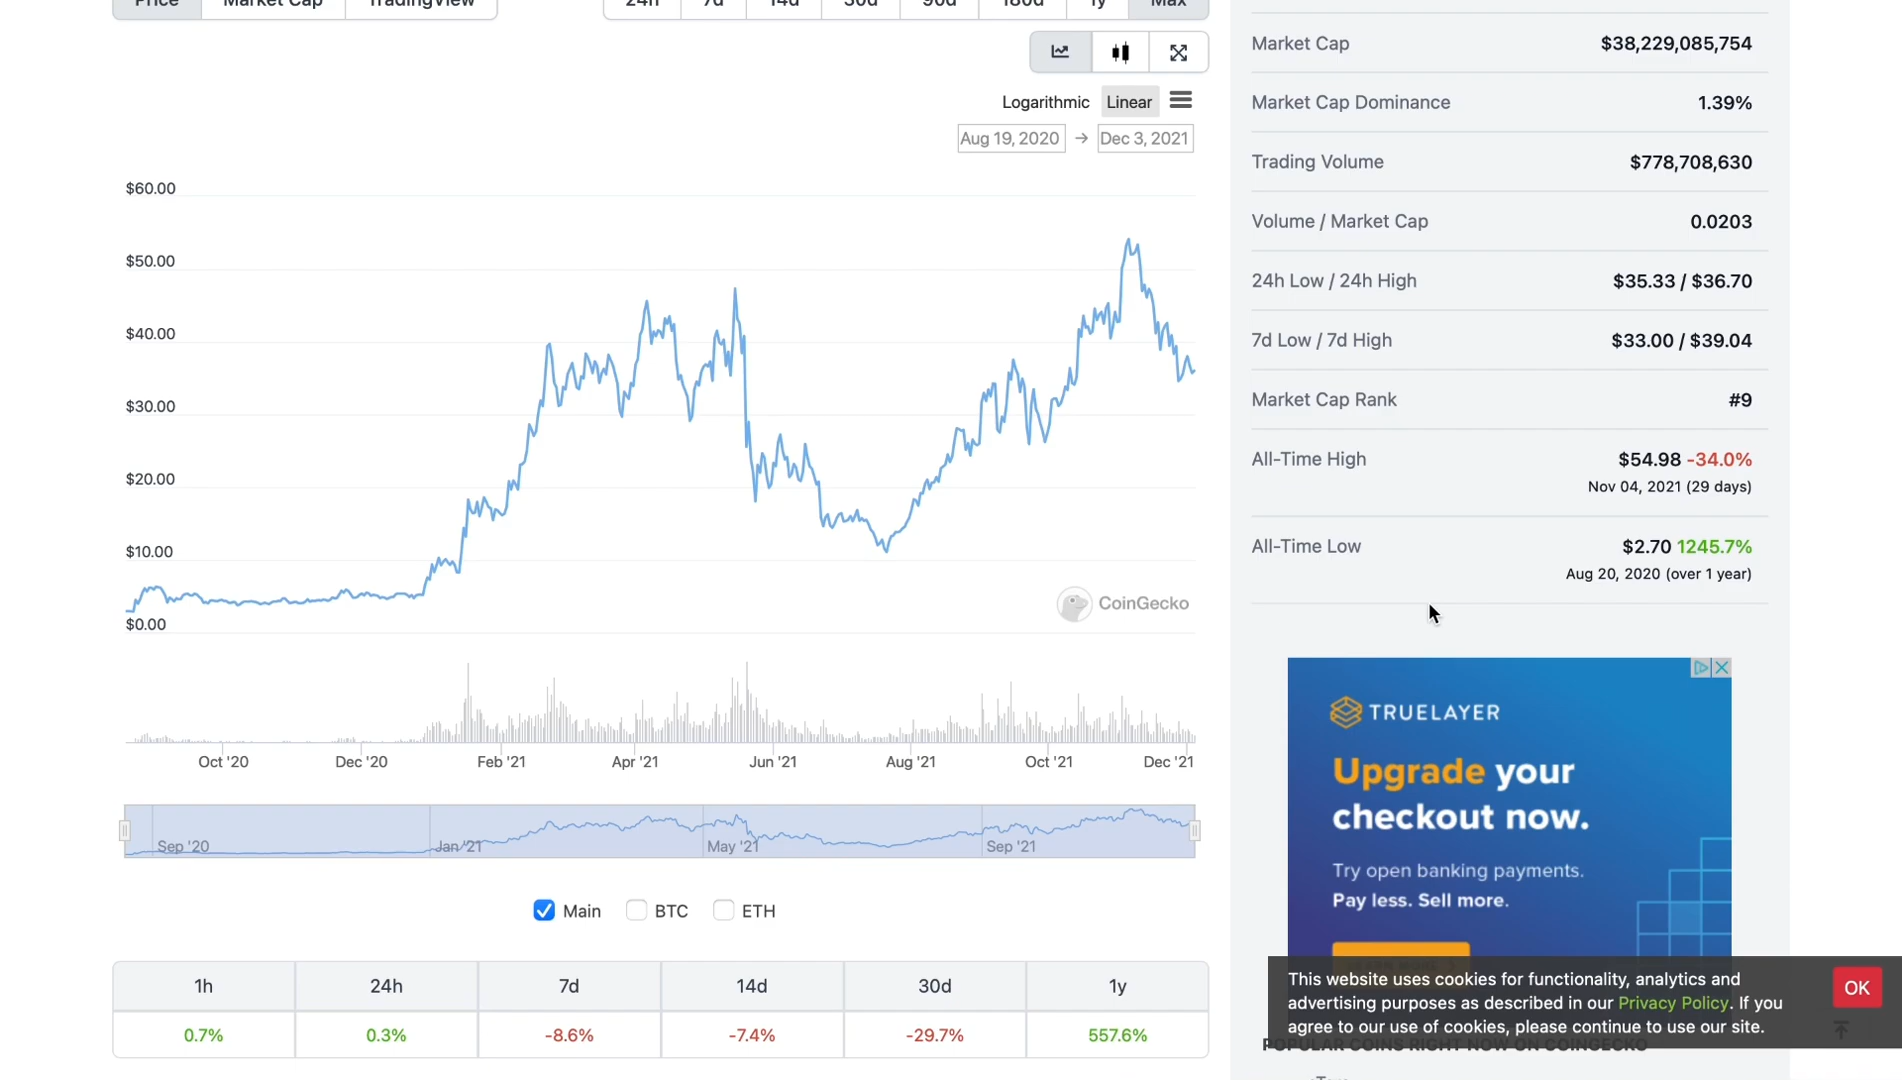 Price Market Cap TradingView 24h 7d 14d 30d 90d 180d 1y Max
Logarithmic Linear
Aug 19, 2020 → Dec 3, 2021
$60.00
$50.00
$40.00
$30.00
$20.00
$10.00
$0.00
CoinGecko
Oct '20 Dec '20 Feb '21 Apr '21 Jun '21 Aug '21 Oct '21 Dec '21
Sep '20 Jan '21 May '21 Sep '21
Main BTC ETH
1h 24h 7d 14d 30d 1y
0.7% 0.3% -8.6% -7.4% -29.7% 557.6%
Market Cap $38,229,085,754
Market Cap Dominance 1.39%
Trading Volume $778,708,630
Volume / Market Cap 0.0203
24h Low / 24h High $35.33 / $36.70
7d Low / 7d High $33.00 / $39.04
Market Cap Rank #9
All-Time High $54.98 -34.0%
Nov 04, 2021 (29 days)
All-Time Low $2.70 1245.7%
Aug 20, 2020 (over 1 year)
TRUELAYER
Upgrade your
checkout now.
Try open banking payments.
Pay less. Sell more.
This website uses cookies for functionality, analytics and
advertising purposes as described in our Privacy Policy. If you
agree to our use of cookies, please continue to use our site.
OK
POPULAR COINS RIGHT NOW ON COINGECKO